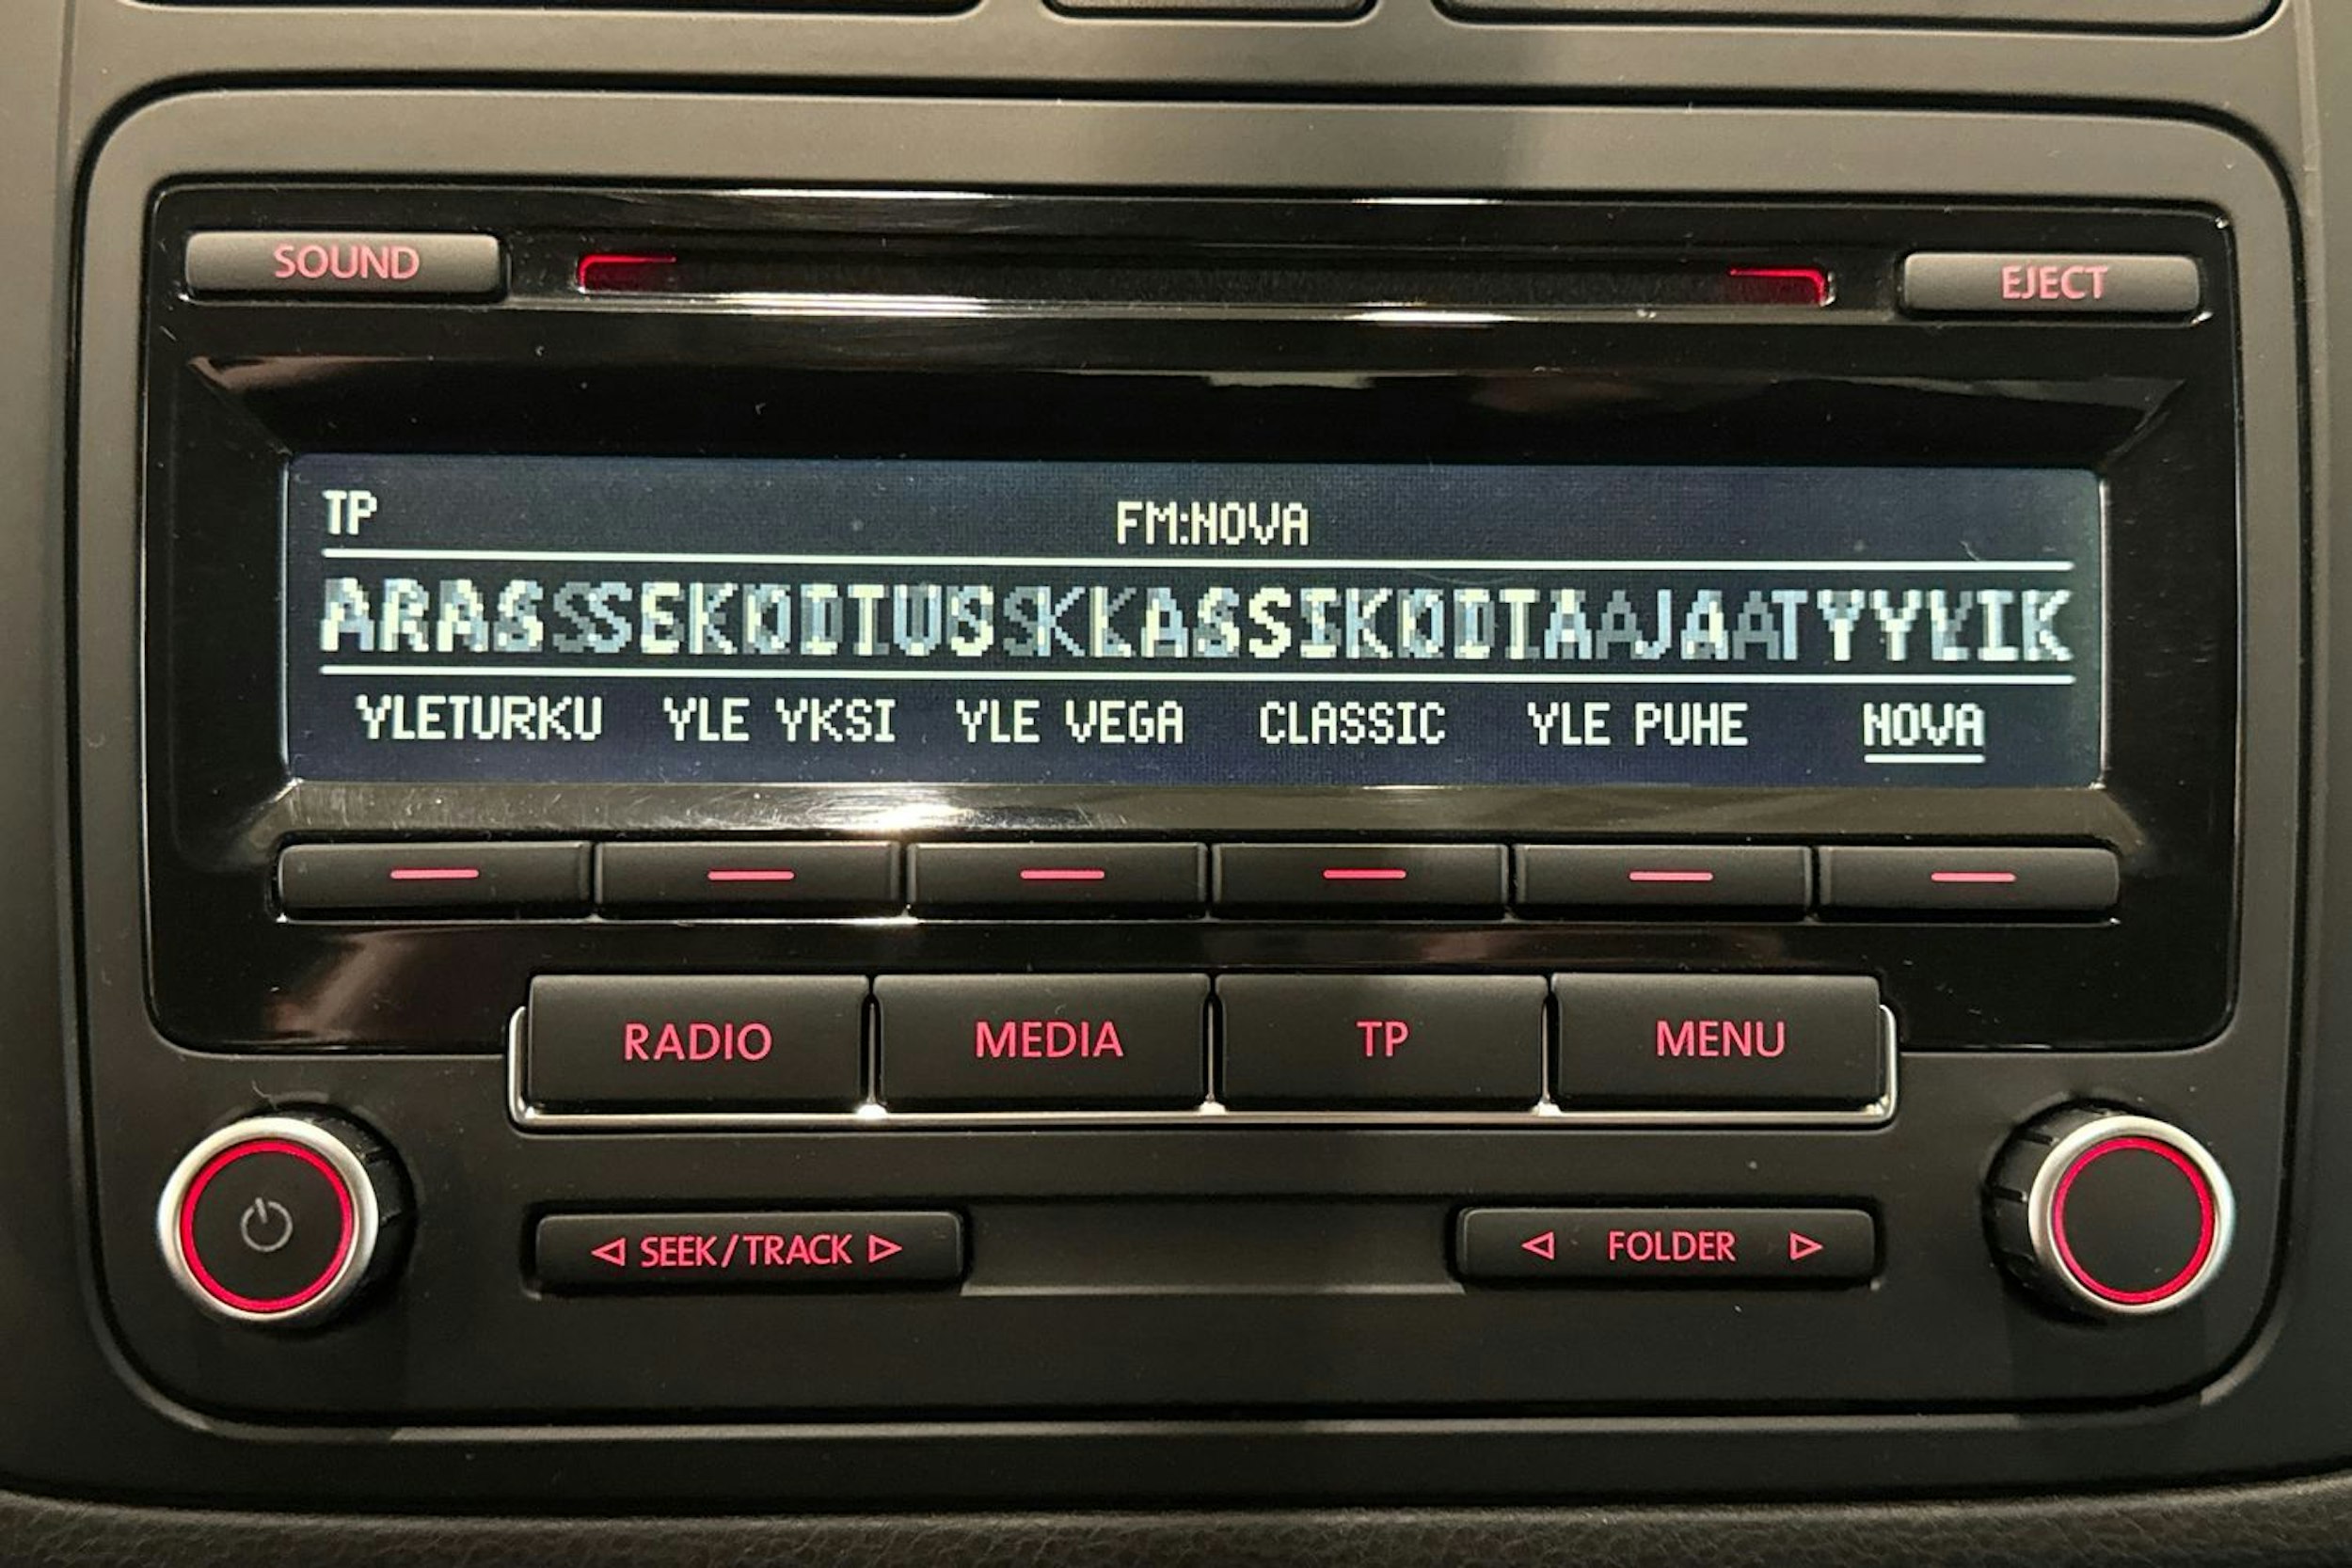 SOUND
EJECT
TP FM:NOVA
YLETURKU YLE YKSI YLE VEGA CLASSIC YLE PUHE NOVA
RADIO MEDIA TP MENU
SEEK/TRACK FOLDER